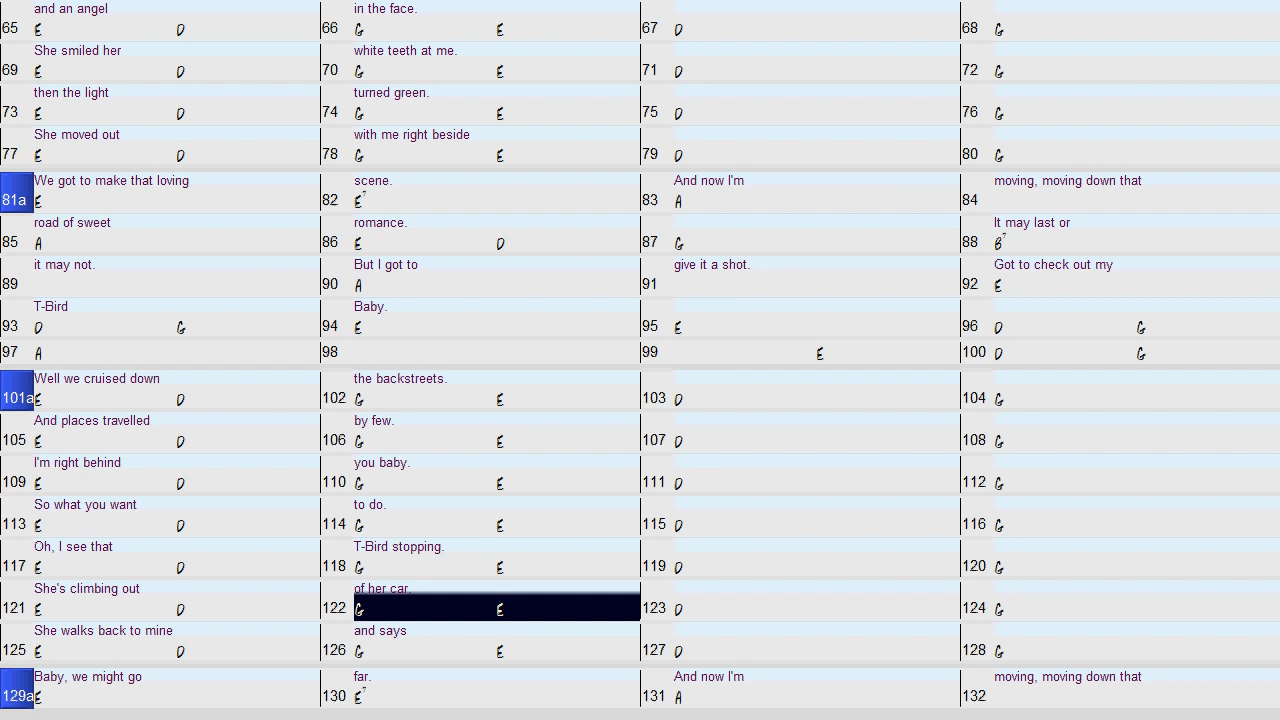 and an angel in the face.
65 E D 66 G E 67 D 68 G
She smiled her white teeth at me.
69 E D 70 G E 71 D 72 G
then the light turned green.
73 E D 74 G E 75 D 76 G
She moved out with me right beside
77 E D 78 G E 79 D 80 G
We got to make that loving scene. And now I'm moving, moving down that
81a E 82 E7 83 A 84
road of sweet romance. It may last or
85 A 86 E D 87 G 88 B7
it may not. But I got to give it a shot. Got to check out my
89 90 A 91 92 E
T-Bird Baby.
93 D G 94 E 95 E 96 D G
97 A 98 99 E 100 D G
Well we cruised down the backstreets.
101a E D 102 G E 103 D 104 G
And places travelled by few.
105 E D 106 G E 107 D 108 G
I'm right behind you baby.
109 E D 110 G E 111 D 112 G
So what you want to do.
113 E D 114 G E 115 D 116 G
Oh, I see that T-Bird stopping.
117 E D 118 G E 119 D 120 G
She's climbing out of her car.
121 E D 122 G E 123 D 124 G
She walks back to mine and says
125 E D 126 G E 127 D 128 G
Baby, we might go far. And now I'm moving, moving down that
129a E 130 E7 131 A 132